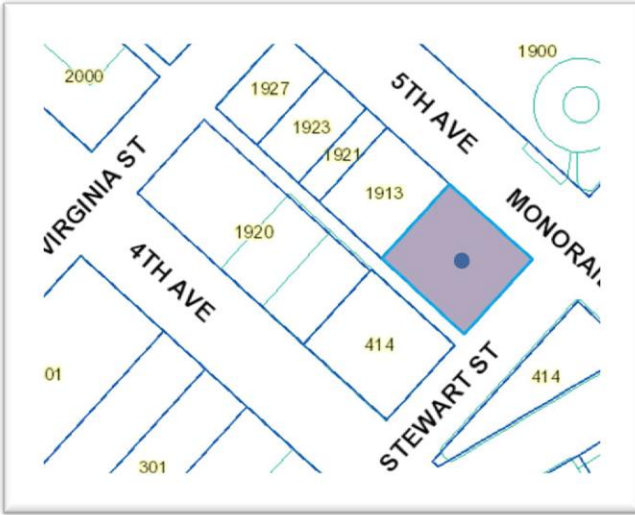 1900
2000
1927
5TH AVE
1923
1921
1913
VIRGINIA ST
MONORAI
1920
4TH AVE
414
01
414
STEWART ST
301